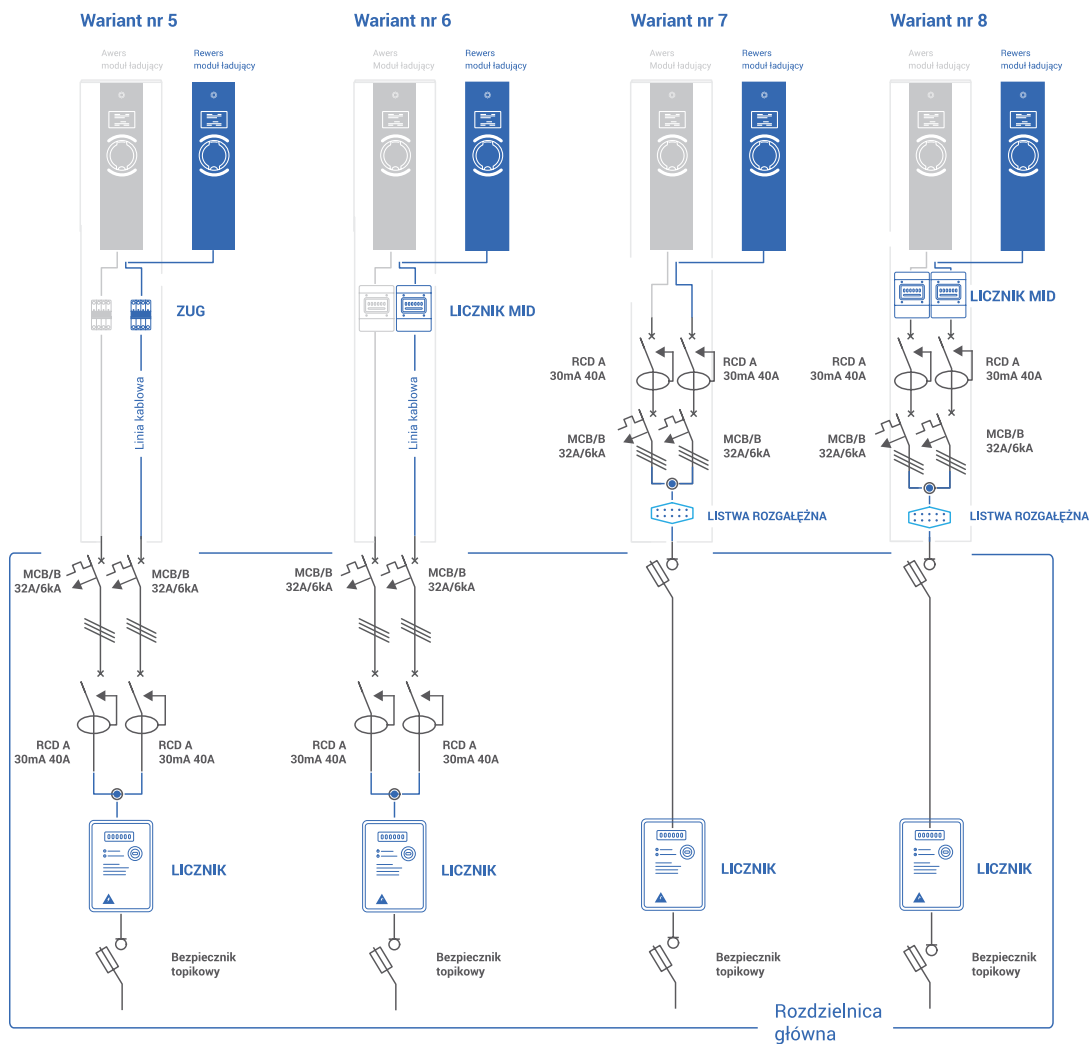 Wariant nr 5
Wariant nr 6
Wariant nr 7
Wariant nr 8
Awers
moduł ładujący
Rewers
moduł ładujący
Awers
Moduł ładujący
Rewers
moduł ładujący
Awers
Moduł ładujący
Rewers
moduł ładujący
Awers
moduł ładujący
Rewers
moduł ładujący
ZUG
LICZNIK MID
LICZNIK MID
Linia kablowa
Linia kablowa
RCD A
30mA 40A
RCD A
30mA 40A
RCD A
30mA 40A
RCD A
30mA 40A
MCB/B
32A/6kA
MCB/B
32A/6kA
MCB/B
32A/6kA
MCB/B
32A/6kA
LISTWA ROZGAŁĘŹNA
LISTWA ROZGAŁĘŹNA
MCB/B
32A/6kA
MCB/B
32A/6kA
MCB/B
32A/6kA
MCB/B
32A/6kA
RCD A
30mA 40A
RCD A
30mA 40A
RCD A
30mA 40A
RCD A
30mA 40A
000000
LICZNIK
000000
LICZNIK
000000
LICZNIK
000000
LICZNIK
Bezpiecznik
topikowy
Bezpiecznik
topikowy
Bezpiecznik
topikowy
Bezpiecznik
topikowy
Rozdzielnica
główna